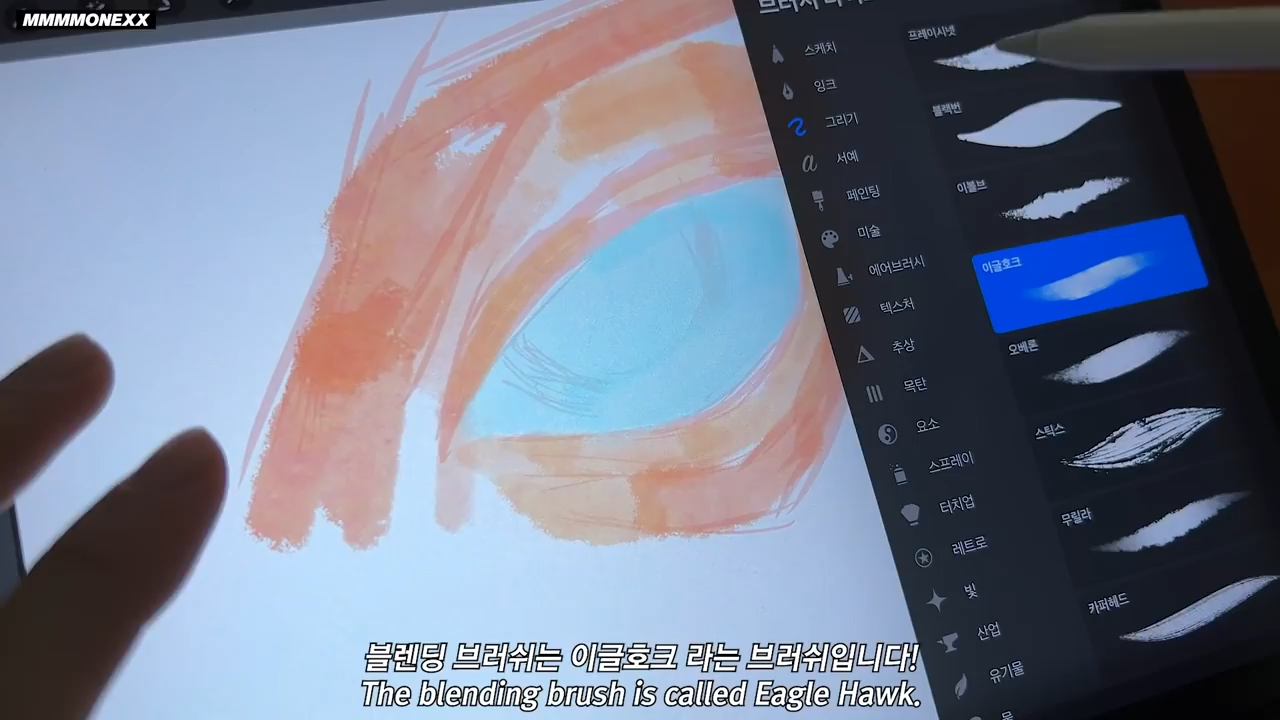 MMMMONEXX
스케치
잉크
그리기
서예
페인팅
미술
에어브러시
텍스처
추상
목탄
요소
스프레이
터치업
레트로
빛
산업
유기물
물
프레이시넷
블랙번
이볼브
이글호크
오베론
스틱스
무릴라
카퍼헤드
블렌딩 브러쉬는 이글호크 라는 브러쉬입니다!
The blending brush is called Eagle Hawk.